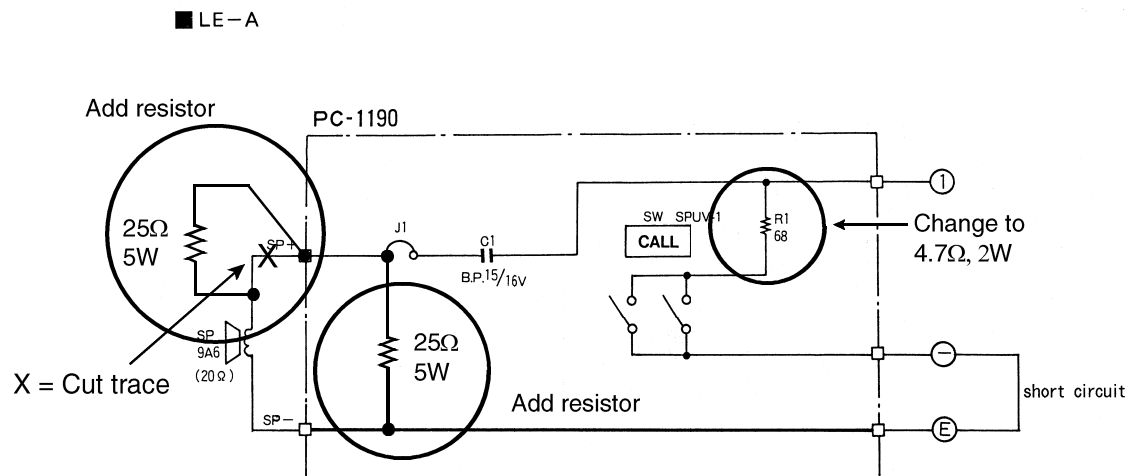 ■ LE-A
Add resistor
PC-1190
25Ω
5W
SP+
X
J1
C1
B.P.15/16V
SW SPUV-1
CALL
R1
68
1
Change to
4.7Ω, 2W
SP
9A6
(20Ω)
X = Cut trace
25Ω
5W
Add resistor
SP-
-
E
short circuit